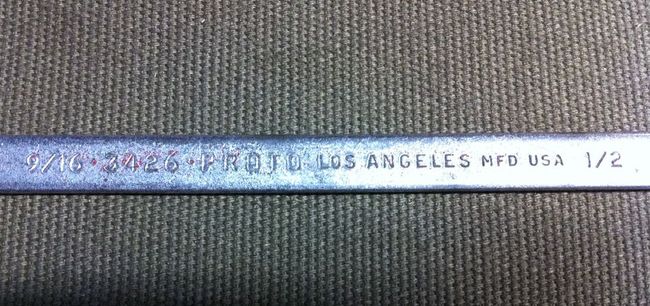 9/16 • 3426 • PROTO LOS ANGELES MFD USA 1/2